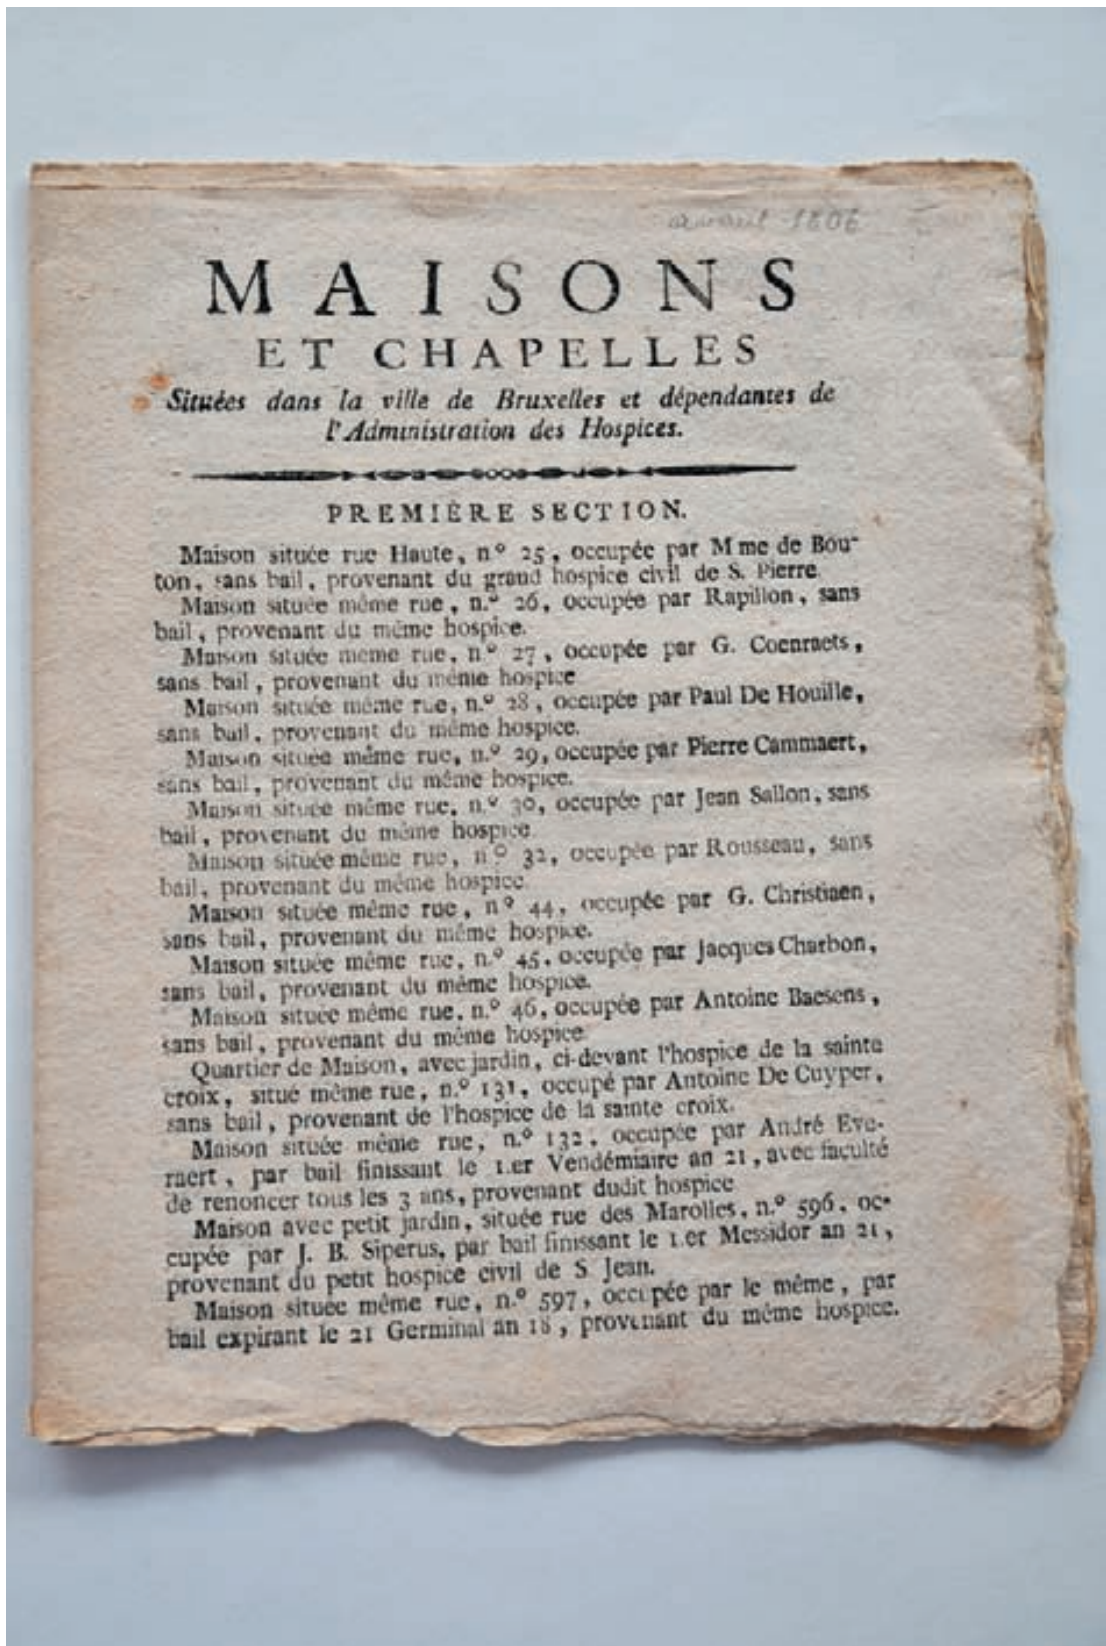 avant 1806
MAISONS
ET CHAPELLES
Situées dans la ville de Bruxelles et dépendantes de
l'Administration des Hospices.
PREMIÈRE SECTION.
Maison située rue Haute, n° 25, occupée par Mme de Bou-
ton, sans bail, provenant du grand hospice civil de S. Pierre
Maison située même rue, n.° 26, occupée par Rapillon, sans
bail, provenant du même hospice.
Maison située meme rue, n.° 27, occupée par G. Coenraets,
sans bail, provenant du même hospice
Maison située même rue, n.° 28, occupée par Paul De Houille,
sans bail, provenant du même hospice.
Maison située même rue, n.° 29, occupée par Pierre Cammaert,
sans bail, provenant du même hospice.
Maison située même rue, n.° 30, occupée par Jean Sallon, sans
bail, provenant du même hospice
Maison située même rue, n° 32, occupée par Rousseau, sans
bail, provenant du même hospice
Maison située même rue, n° 44, occupée par G. Christiaen,
sans bail, provenant du même hospice.
Maison située même rue, n.° 45, occupée par Jacques Charbon,
sans bail, provenant du même hospice.
Maison située même rue, n.° 46, occupée par Antoine Baesens,
sans bail, provenant du même hospice
Quartier de Maison, avec jardin, ci-devant l'hospice de la sainte
croix, situé même rue, n.° 131, occupé par Antoine De Cuyper,
sans bail, provenant de l'hospice de la sainte croix.
Maison située même rue, n.° 132, occupée par André Eve-
raert, par bail finissant le 1.er Vendémiaire an 21, avec faculté
de renoncer tous les 3 ans, provenant dudit hospice
Maison avec petit jardin, située rue des Marolles, n.° 596, oc-
cupée par J. B. Siperus, par bail finissant le 1.er Messidor an 21,
provenant du petit hospice civil de S Jean.
Maison située même rue, n.° 597, occupée par le même, par
bail expirant le 21 Germinal an 18, provenant du même hospice.